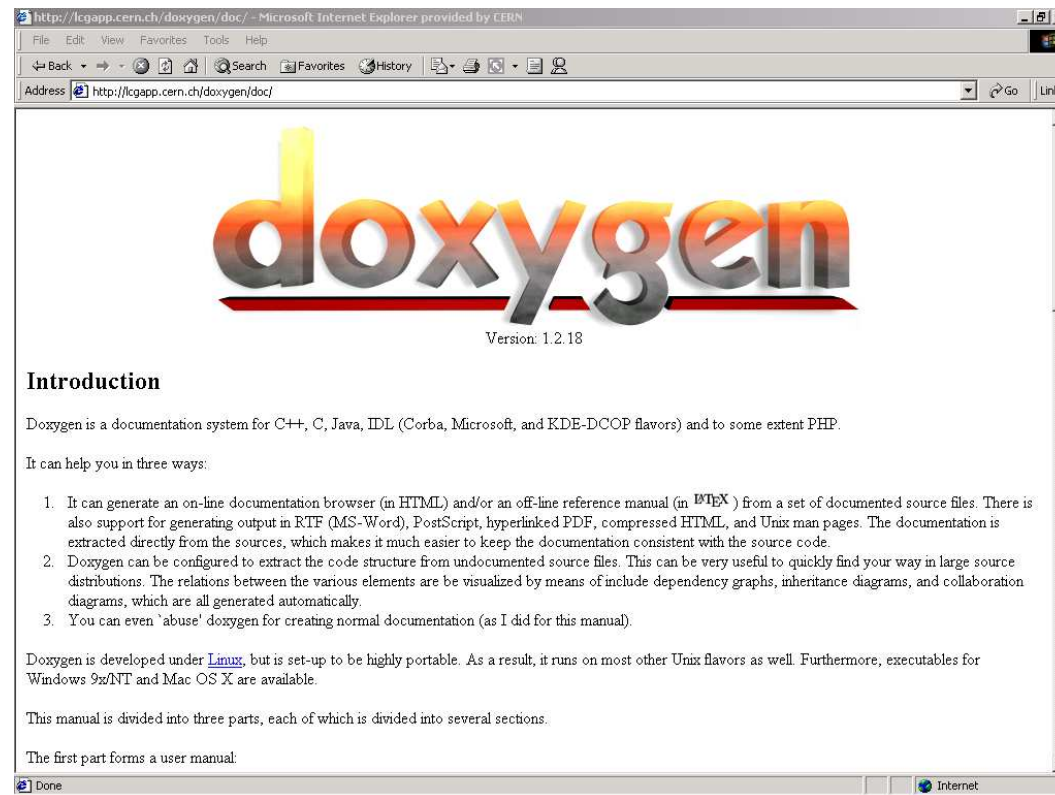 http://lcgapp.cern.ch/doxygen/doc/ - Microsoft Internet Explorer provided by CERN
File Edit View Favorites Tools Help
Back Search Favorites History
Address http://lcgapp.cern.ch/doxygen/doc/ Go Lin
doxygen
Version: 1.2.18
Introduction
Doxygen is a documentation system for C++, C, Java, IDL (Corba, Microsoft, and KDE-DCOP flavors) and to some extent PHP.
It can help you in three ways:
1. It can generate an on-line documentation browser (in HTML) and/or an off-line reference manual (in LATEX ) from a set of documented source files. There is
also support for generating output in RTF (MS-Word), PostScript, hyperlinked PDF, compressed HTML, and Unix man pages. The documentation is
extracted directly from the sources, which makes it much easier to keep the documentation consistent with the source code.
2. Doxygen can be configured to extract the code structure from undocumented source files. This can be very useful to quickly find your way in large source
distributions. The relations between the various elements are be visualized by means of include dependency graphs, inheritance diagrams, and collaboration
diagrams, which are all generated automatically.
3. You can even `abuse' doxygen for creating normal documentation (as I did for this manual).
Doxygen is developed under Linux, but is set-up to be highly portable. As a result, it runs on most other Unix flavors as well. Furthermore, executables for
Windows 9x/NT and Mac OS X are available.
This manual is divided into three parts, each of which is divided into several sections.
The first part forms a user manual:
Done Internet